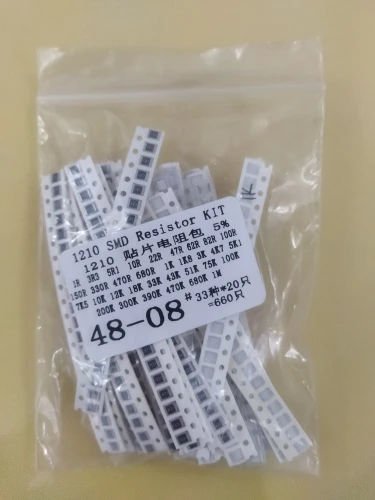 1210 SMD Resistor KIT
1210 贴片电阻包 5%
1R 3R3 5R1 10R 22R 47R 62R 82R 100R
150R 330R 470R 680R 1K 1K8 3K 4K7 5K1
7K5 10K 12K 18K 33K 43K 51K 75K 100K
200K 300K 390K 470K 680K 1M
48-08# 33种*20只
=660只